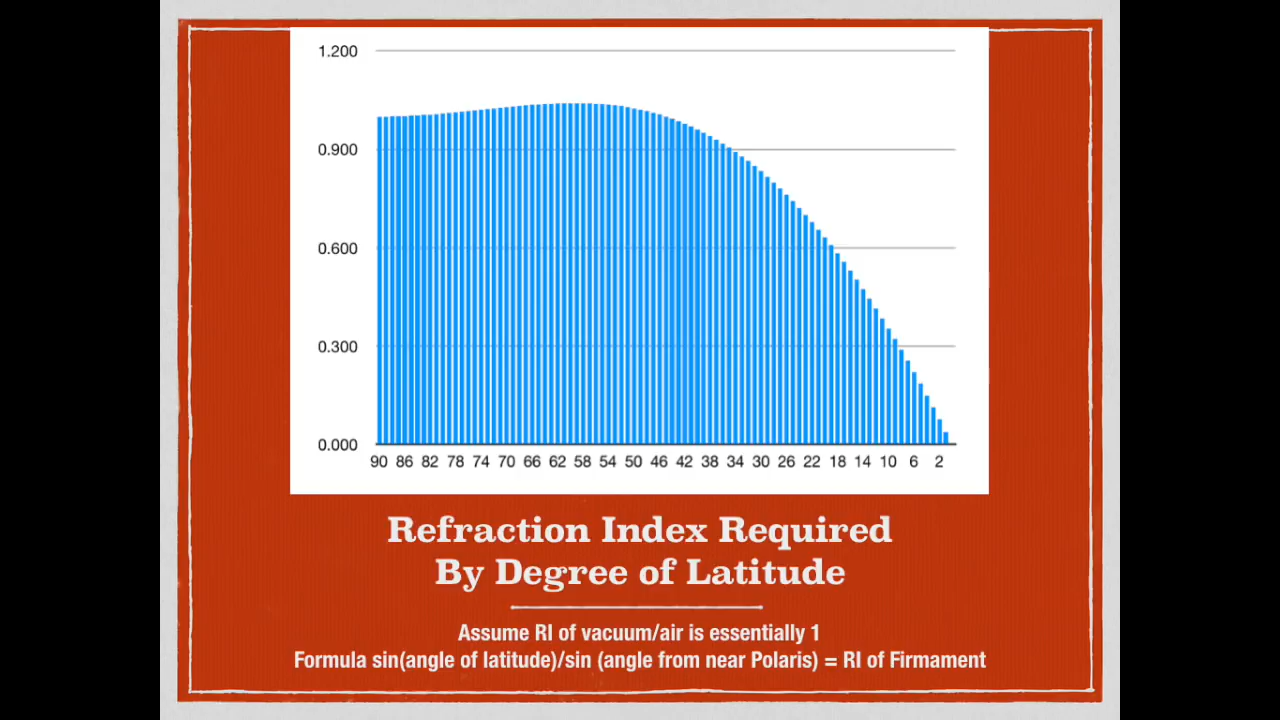 1.200
0.900
0.600
0.300
0.000
90 86 82 78 74 70 66 62 58 54 50 46 42 38 34 30 26 22 18 14 10 6 2
Refraction Index Required
By Degree of Latitude
Assume RI of vacuum/air is essentially 1
Formula sin(angle of latitude)/sin (angle from near Polaris) = RI of Firmament